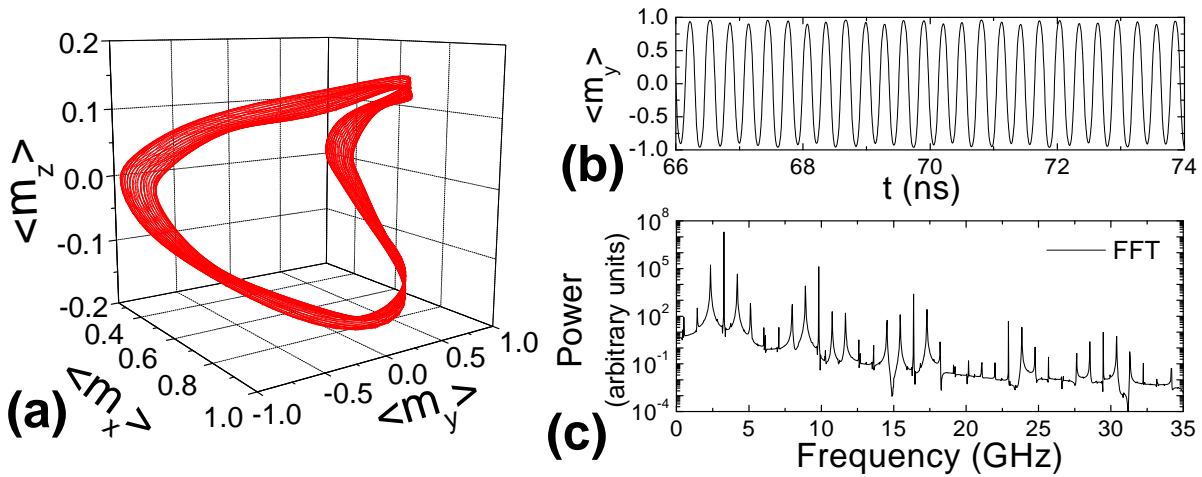 0.2
0.1
0.0
-0.1
-0.2
<m_z>
0.4
0.6
0.8
1.0
<m_x>
-1.0
-0.5
0.0
0.5
1.0
<m_y>
(a)
1.0
0.5
0.0
-0.5
-1.0
<m_y>
66 68 70 72 74
t (ns)
(b)
10^8
10^5
10^2
10^-1
10^-4
Power
(arbitrary units)
FFT
0 5 10 15 20 25 30 35
Frequency (GHz)
(c)